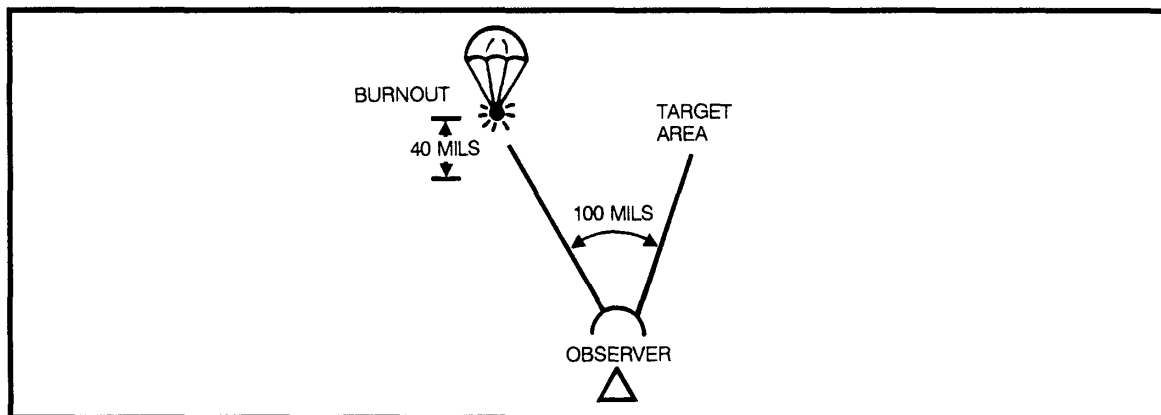 BURNOUT
40 MILS
TARGET
AREA
100 MILS
OBSERVER